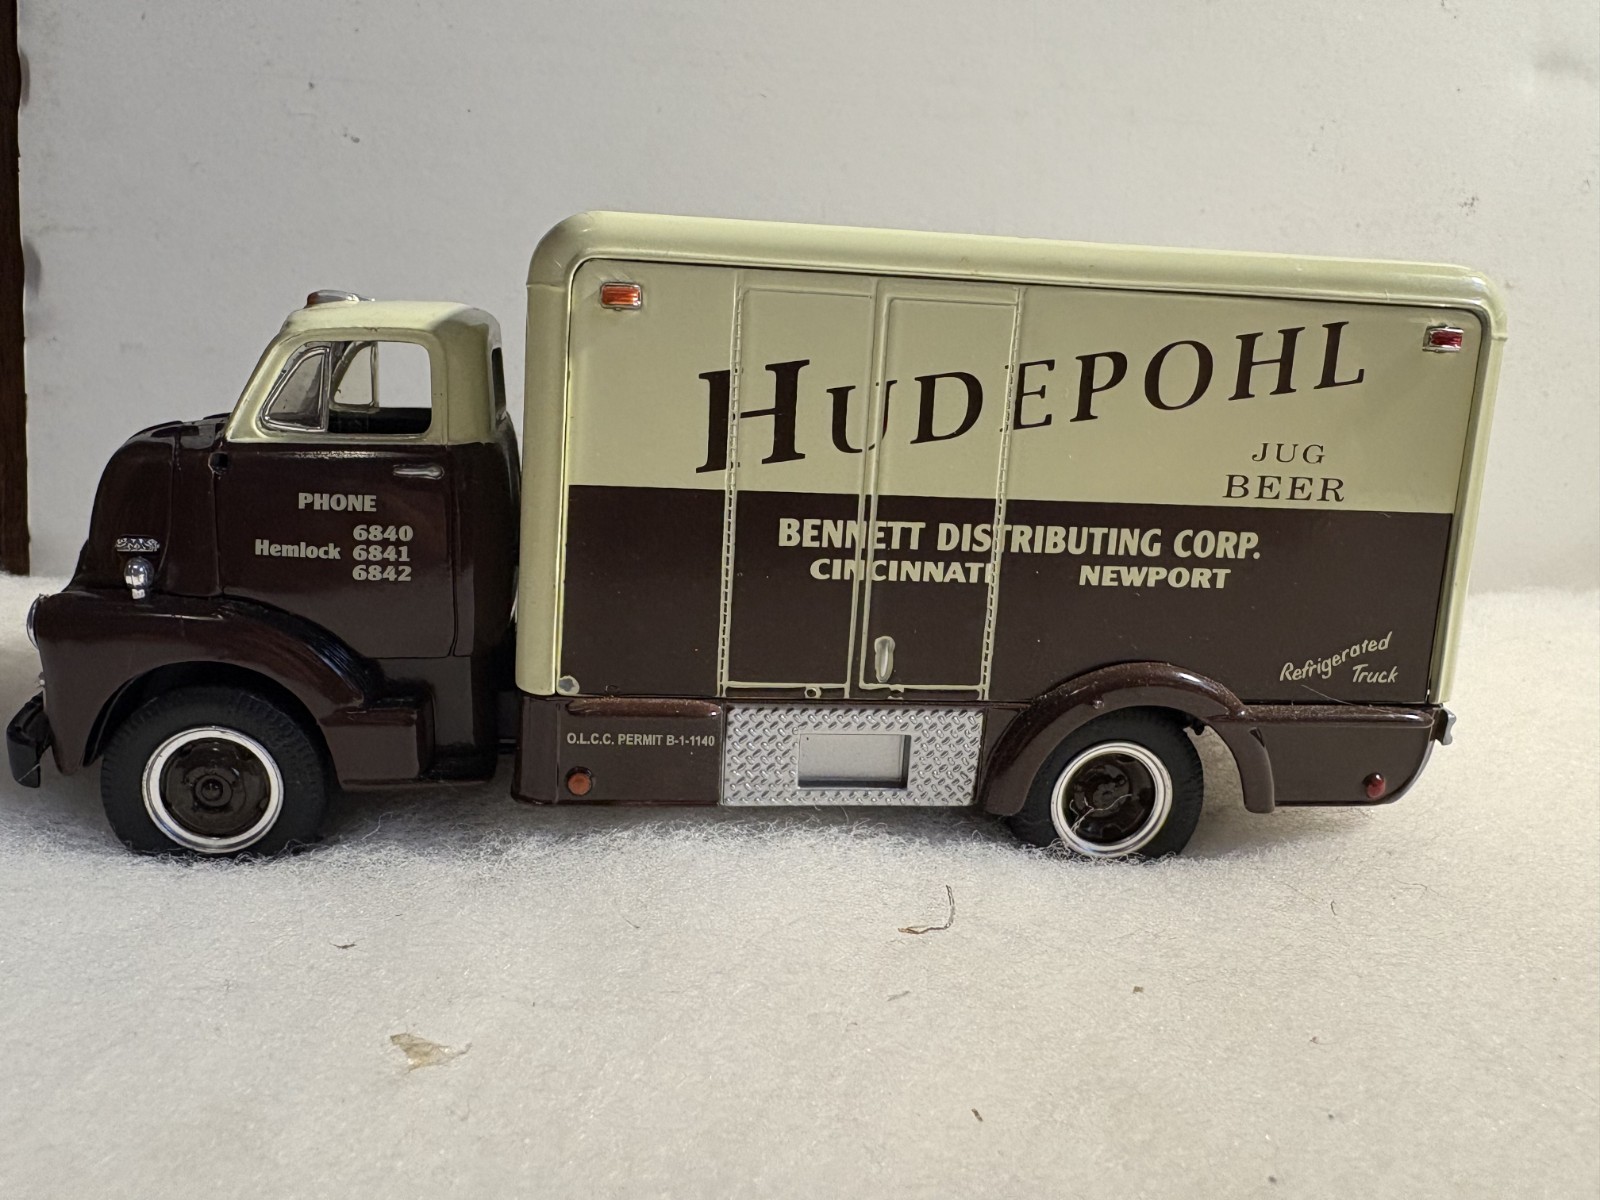 HUDEPOHL
JUG
BEER
BENNETT DISTRIBUTING CORP.
CINCINNATI NEWPORT
Refrigerated
Truck
PHONE
6840
Hemlock 6841
6842
O.L.C.C. PERMIT B-1-1140